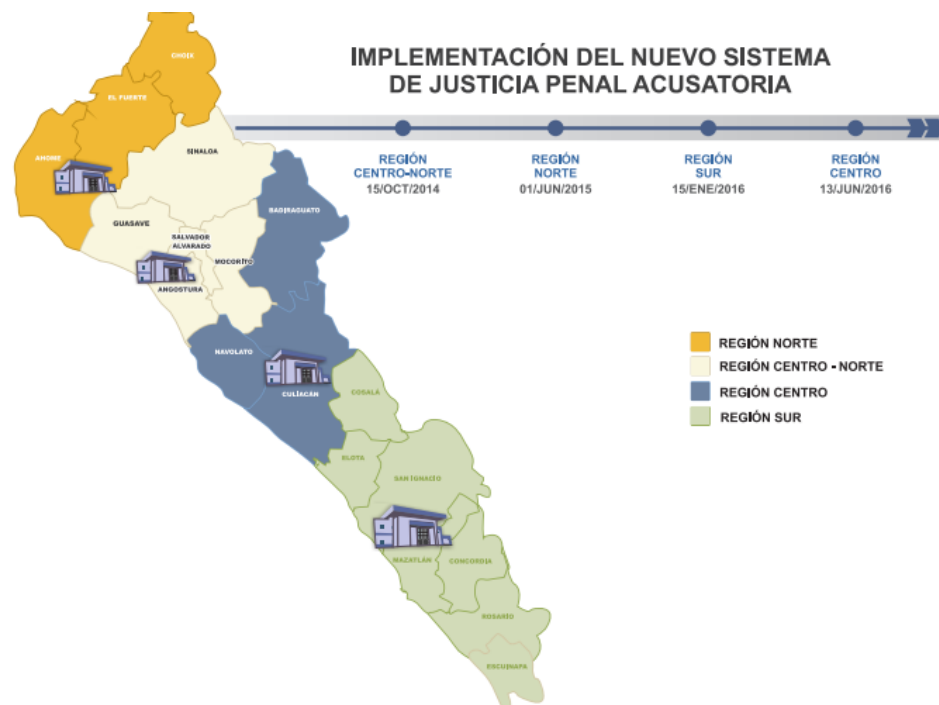 IMPLEMENTACIÓN DEL NUEVO SISTEMA
DE JUSTICIA PENAL ACUSATORIA
REGIÓN
CENTRO-NORTE
15/OCT/2014
REGIÓN
NORTE
01/JUN/2015
REGIÓN
SUR
15/ENE/2016
REGIÓN
CENTRO
13/JUN/2016
CHOIX
EL FUERTE
AHOME
SINALOA
GUASAVE
SALVADOR
ALVARADO
MOCORITO
ANGOSTURA
BADIRAGUATO
NAVOLATO
CULIACÁN
COSALÁ
ELOTA
SAN IGNACIO
MAZATLÁN
CONCORDIA
ROSARIO
ESCUINAPA
REGIÓN NORTE
REGIÓN CENTRO - NORTE
REGIÓN CENTRO
REGIÓN SUR